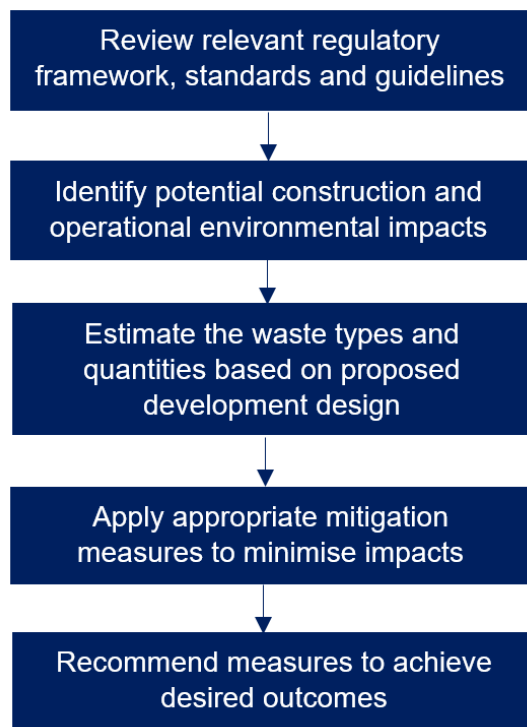 Review relevant regulatory
framework, standards and guidelines
Identify potential construction and
operational environmental impacts
Estimate the waste types and
quantities based on proposed
development design
Apply appropriate mitigation
measures to minimise impacts
Recommend measures to achieve
desired outcomes